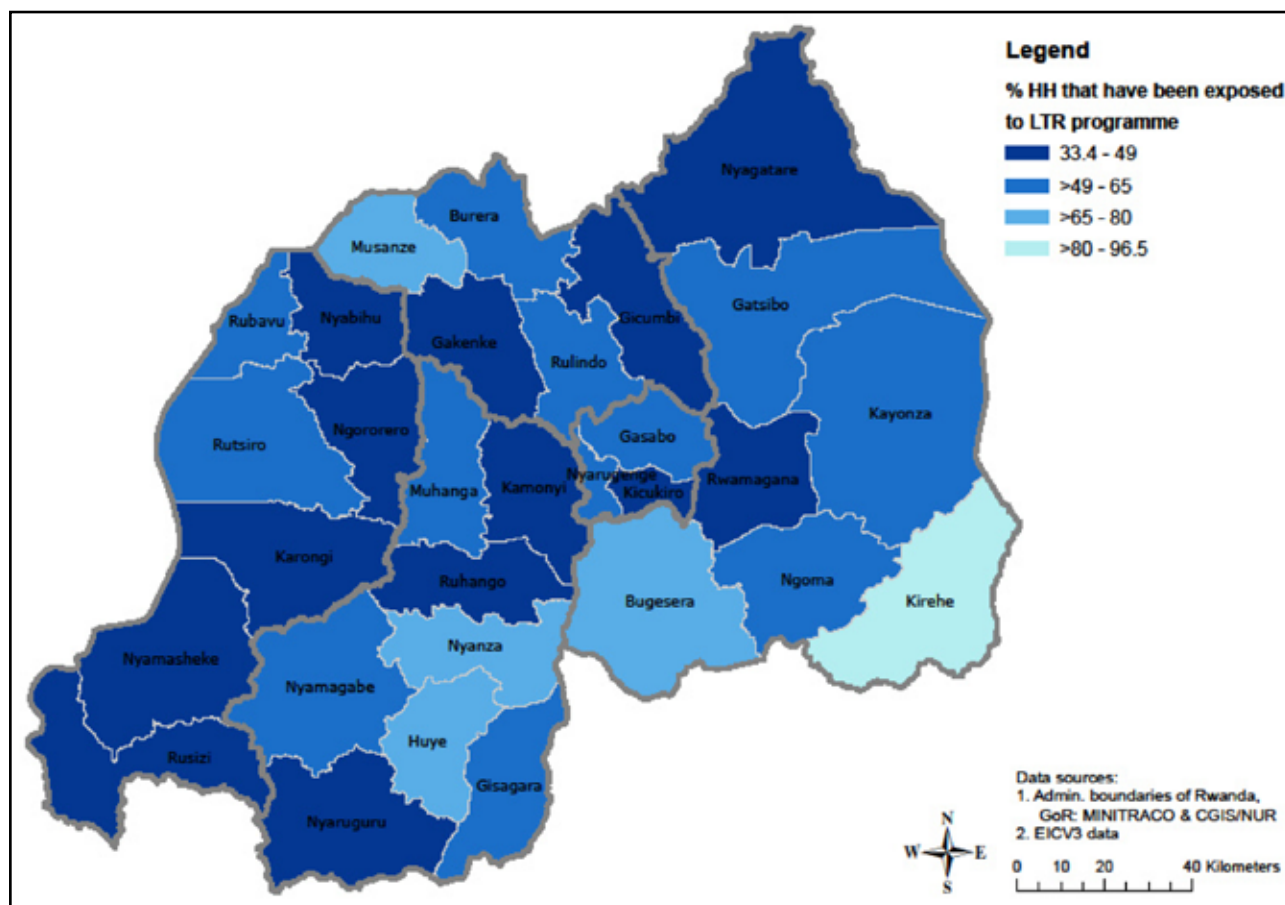 Legend
% HH that have been exposed
to LTR programme
33.4 - 49
>49 - 65
>65 - 80
>80 - 96.5
Nyagatare
Burera
Musanze
Gatsibo
Rubavu
Nyabihu
Gicumbi
Gakenke
Rulindo
Kayonza
Ngororero
Gasabo
Rutsiro
Nyarugenge
Rwamagana
Muhanga
Kamonyi
Kicukiro
Karongi
Ruhango
Ngoma
Bugesera
Kirehe
Nyanza
Nyamasheke
Nyamagabe
Huye
Rusizi
Gisagara
Nyaruguru
Data sources:
1. Admin. boundaries of Rwanda,
GoR: MINITRACO & CGIS/NUR
2. EICV3 data
N
W E
S
0 10 20 40 Kilometers